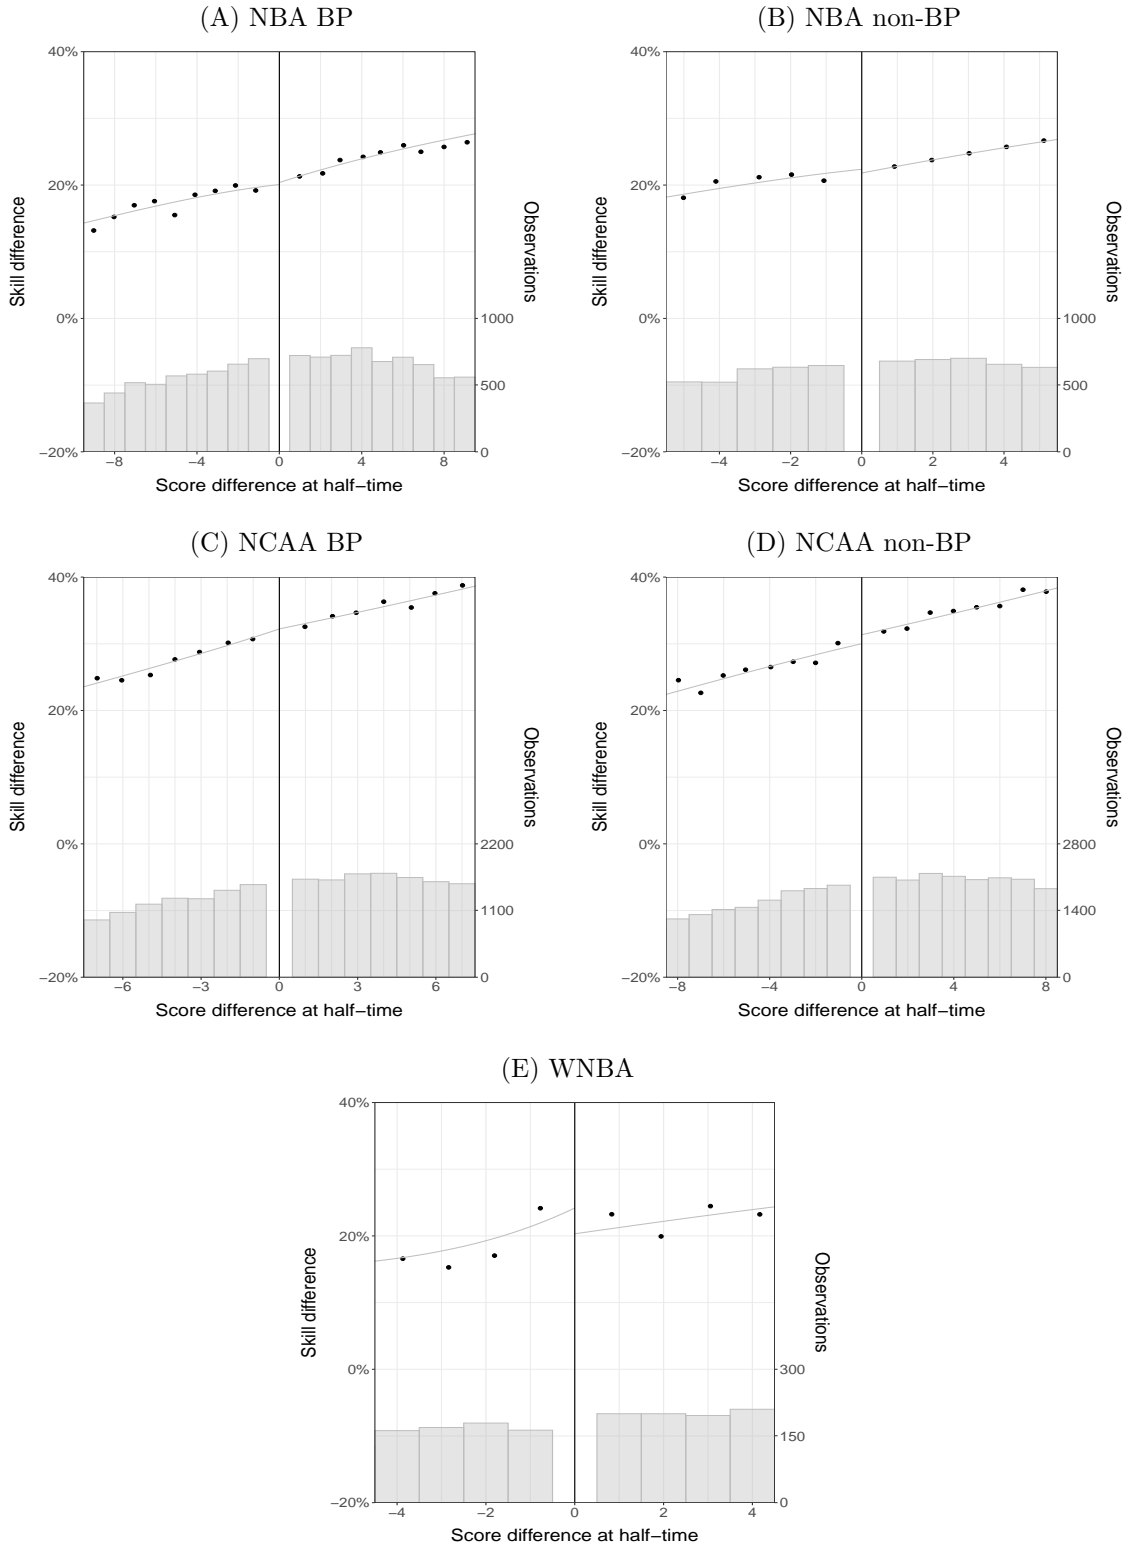 (A) NBA BP
40%
20%
0%
−20%
Skill difference
Observations
1000
500
0
−8 −4 0 4 8
Score difference at half−time
(B) NBA non-BP
40%
20%
0%
−20%
Skill difference
Observations
1000
500
0
−4 −2 0 2 4
Score difference at half−time
(C) NCAA BP
40%
20%
0%
−20%
Skill difference
Observations
2200
1100
0
−6 −3 0 3 6
Score difference at half−time
(D) NCAA non-BP
40%
20%
0%
−20%
Skill difference
Observations
2800
1400
0
−8 −4 0 4 8
Score difference at half−time
(E) WNBA
40%
20%
0%
−20%
Skill difference
Observations
300
150
0
−4 −2 0 2 4
Score difference at half−time